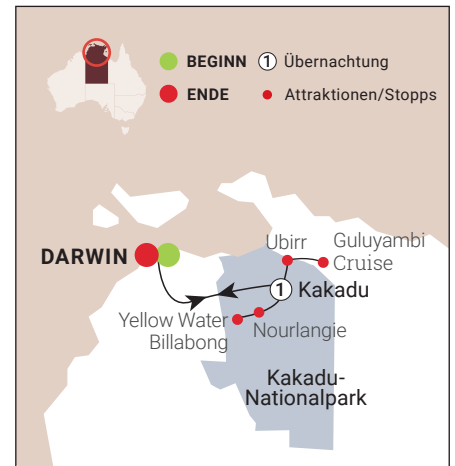 BEGINN
1 Übernachtung
ENDE
Attraktionen/Stopps
Ubirr
Guluyambi
Cruise
DARWIN
1 Kakadu
Yellow Water
Billabong
Nourlangie
Kakadu-
Nationalpark